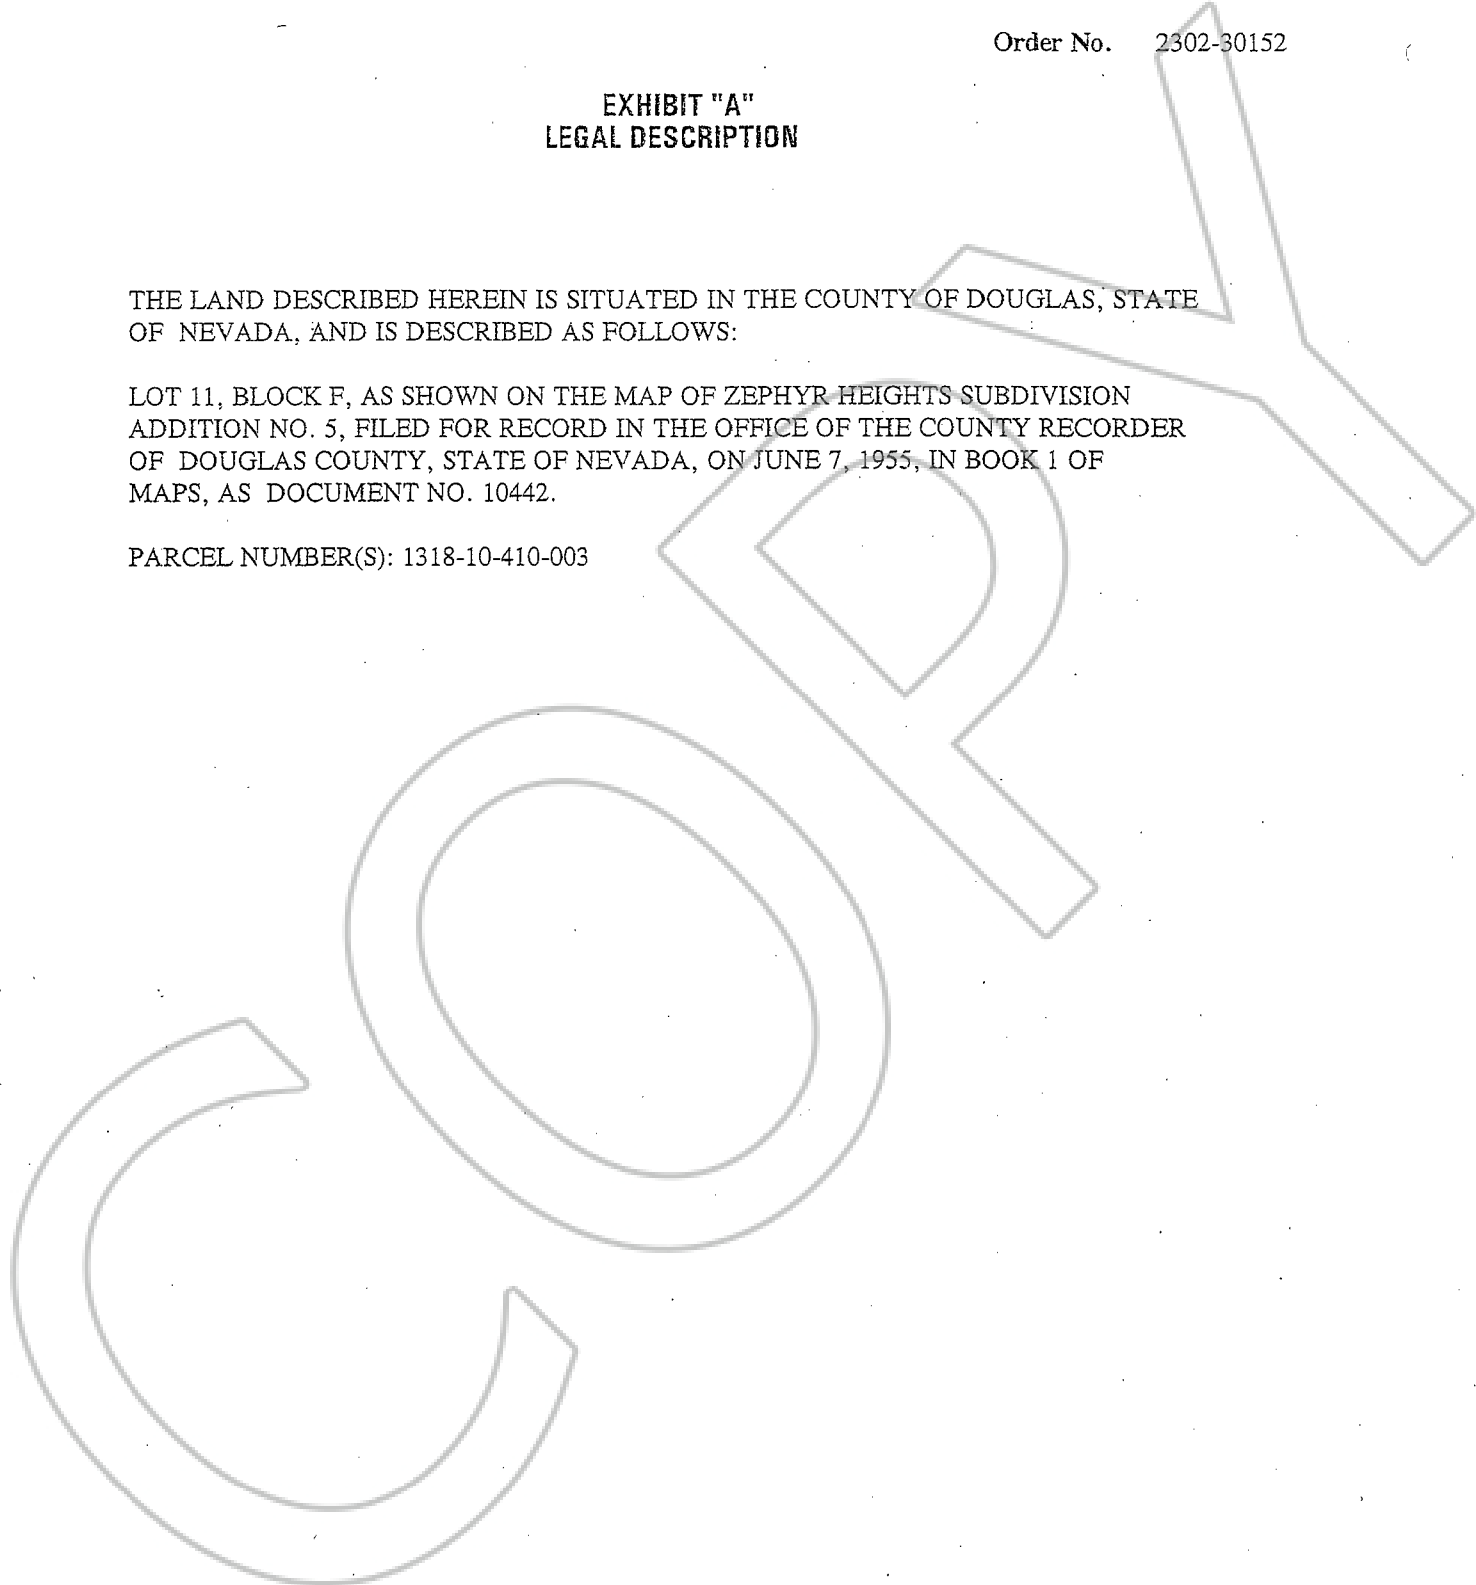 Order No. 2302-30152
EXHIBIT "A"
LEGAL DESCRIPTION
THE LAND DESCRIBED HEREIN IS SITUATED IN THE COUNTY OF DOUGLAS, STATE
OF NEVADA, AND IS DESCRIBED AS FOLLOWS:
LOT 11, BLOCK F, AS SHOWN ON THE MAP OF ZEPHYR HEIGHTS SUBDIVISION
ADDITION NO. 5, FILED FOR RECORD IN THE OFFICE OF THE COUNTY RECORDER
OF DOUGLAS COUNTY, STATE OF NEVADA, ON JUNE 7, 1955, IN BOOK 1 OF
MAPS, AS DOCUMENT NO. 10442.
PARCEL NUMBER(S): 1318-10-410-003
COPY